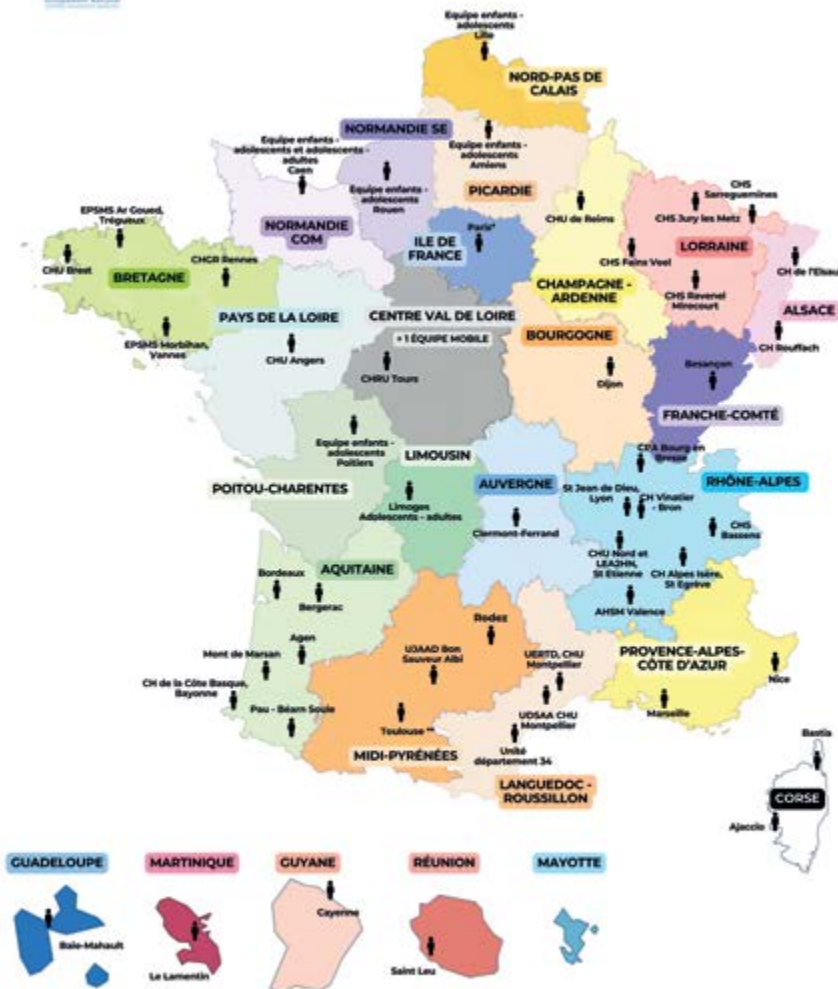 Equipe enfants -
adolescents
Lille
NORD-PAS DE
CALAIS
NORMANDIE SE
Equipe enfants -
adolescents et adolescents -
adultes
Caen
Equipe enfants -
adolescents
Amiens
PICARDIE
Equipe enfants -
adolescents
Rouen
CHU de Reims
CHS
Sarreguemines
CHS Jury les Metz
EPSMS Ar Goued,
Trégueux
NORMANDIE
COM
ILE DE
FRANCE
Paris*
LORRAINE
CHS Fains Veel
CH de l'Elsau
CHU Brest
CHGR Rennes
BRETAGNE
CHAMPAGNE -
ARDENNE
CHS Ravenel
Mirecourt
ALSACE
PAYS DE LA LOIRE
CENTRE VAL DE LOIRE
+ 1 ÉQUIPE MOBILE
BOURGOGNE
EPSMS Morbihan,
Vannes
CHU Angers
CH Rouffach
CHRU Tours
Dijon
Besançon
FRANCHE-COMTÉ
Equipe enfants -
adolescents
Poitiers
LIMOUSIN
CPA Bourg en
Bresse
POITOU-CHARENTES
AUVERGNE
St Jean de Dieu,
Lyon
CH Vinatier
- Bron
RHÔNE-ALPES
Limoges
Adolescents - adultes
Clermont-Ferrand
CHS
Bassens
CHU Nord et
LEA2HN,
St Etienne
CH Alpes Isère,
St Egrève
AQUITAINE
Bordeaux
Bergerac
AHSM Valence
Rodez
Agen
Mont de Marsan
UJAAD Bon
Sauveur Albi
UERTD, CHU
Montpellier
PROVENCE-ALPES-
CÔTE D'AZUR
Nice
CH de la Côte Basque,
Bayonne
Pau - Béarn Soule
Toulouse **
UDSAA CHU
Montpellier
Marseille
MIDI-PYRÉNÉES
Unité
département 34
LANGUEDOC -
ROUSSILLON
Bastia
CORSE
Ajaccio
GUADELOUPE
MARTINIQUE
GUYANE
RÉUNION
MAYOTTE
Baie-Mahault
Le Lamentin
Cayenne
Saint Leu